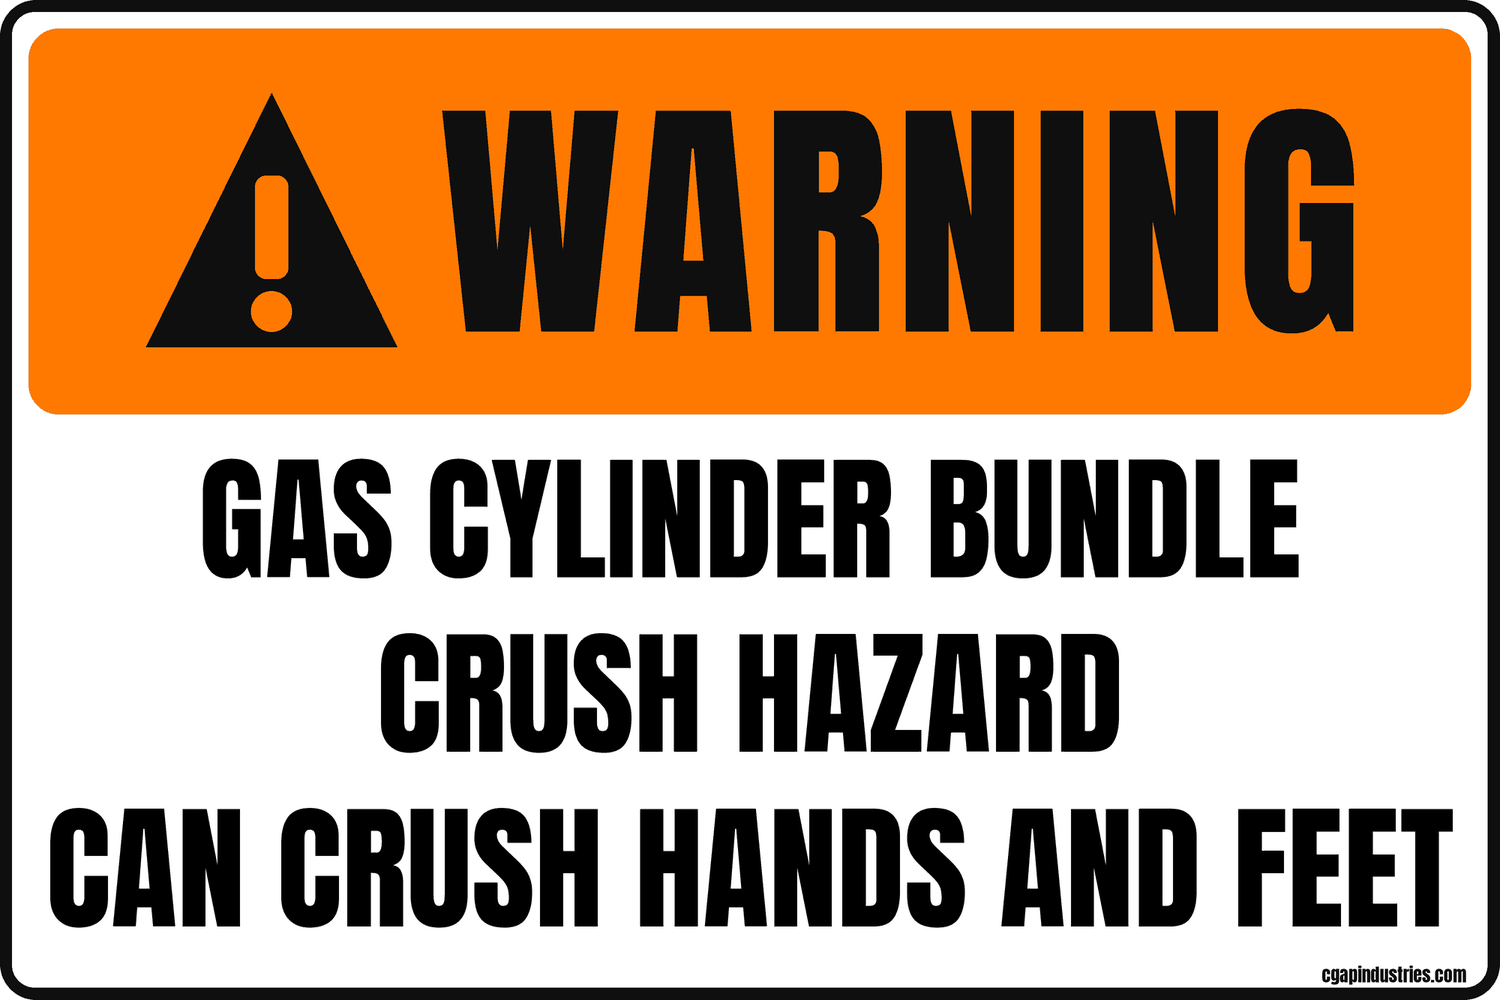 WARNING
GAS CYLINDER BUNDLE
CRUSH HAZARD
CAN CRUSH HANDS AND FEET
cgapindustries.com